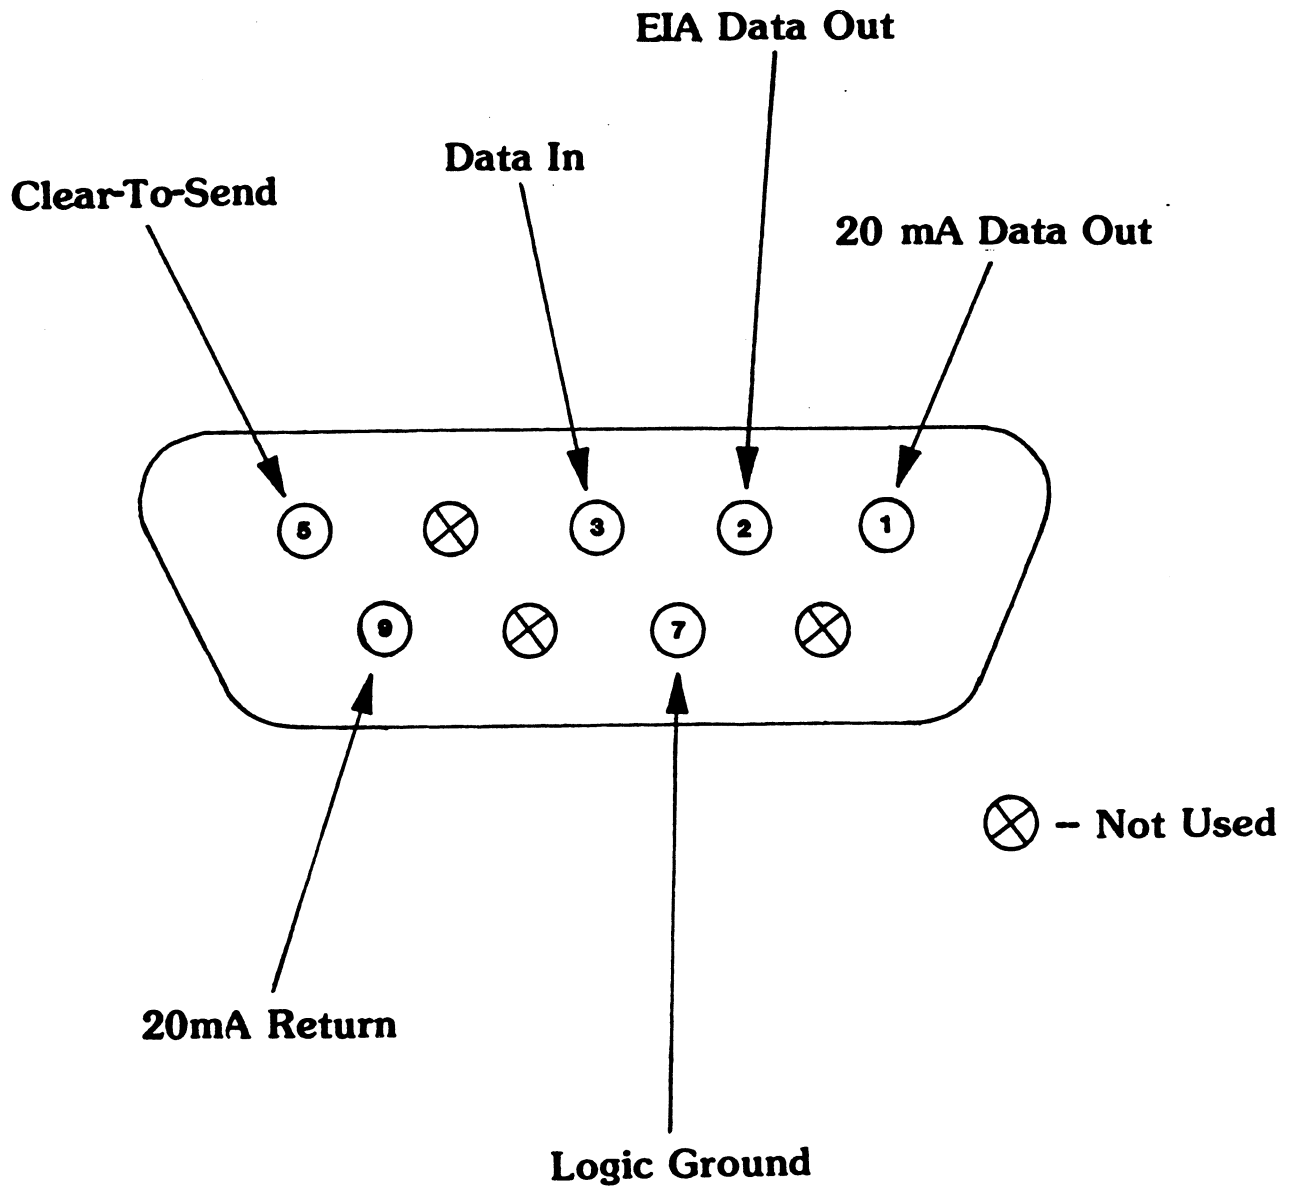 EIA Data Out
Data In
Clear-To-Send
20 mA Data Out
5 3 2 1
9 7
- Not Used
20mA Return
Logic Ground